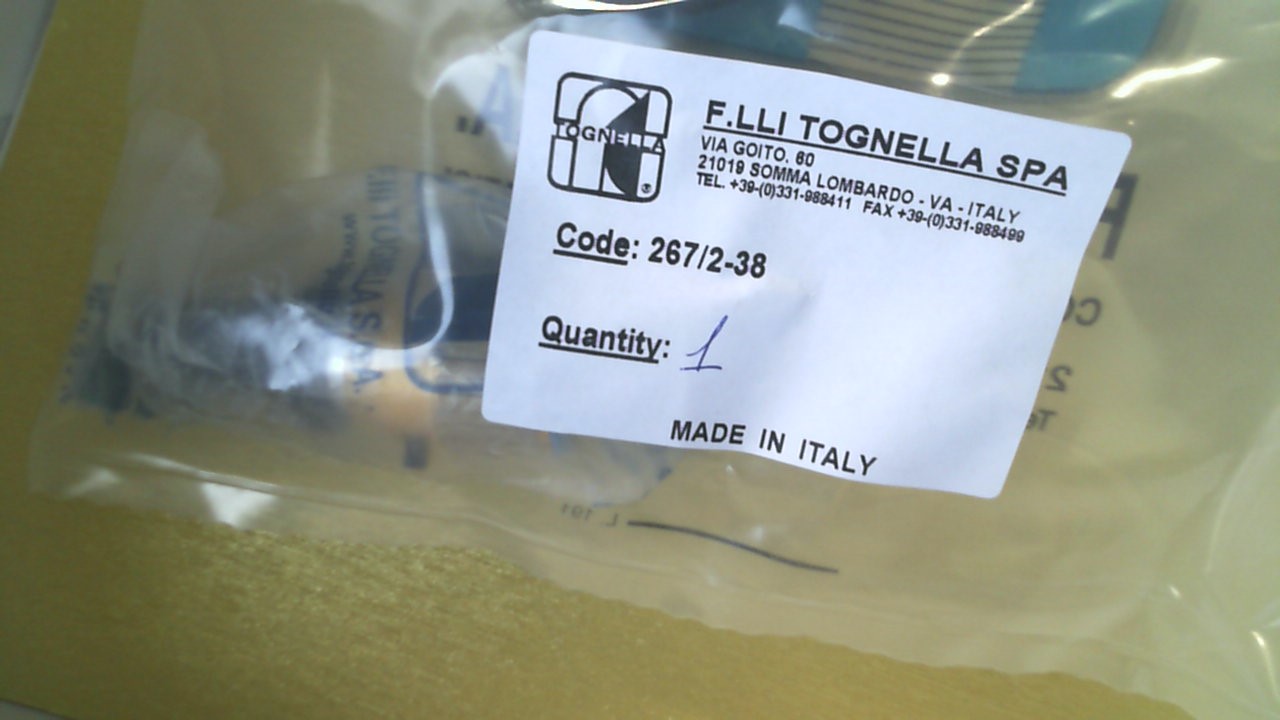 TOGNELLA
F.LLI TOGNELLA SPA
VIA GOITO, 60
21019 SOMMA LOMBARDO - VA - ITALY
TEL. +39-(0)331-988411 FAX +39-(0)331-988499
Code: 267/2-38
Quantity: 1
MADE IN ITALY